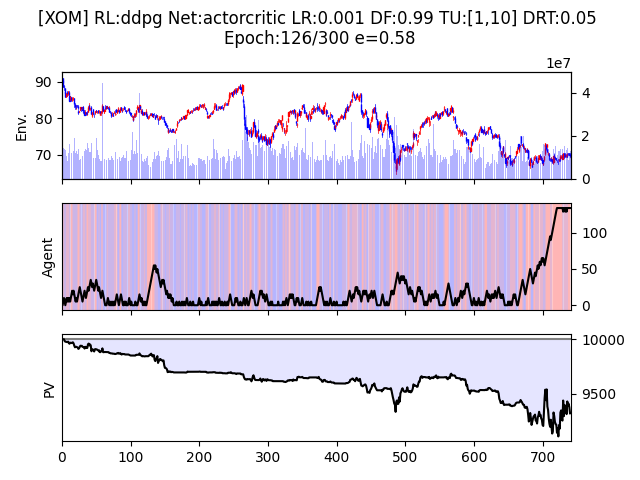 [XOM] RL:ddpg Net:actorcritic LR:0.001 DF:0.99 TU:[1,10] DRT:0.05
Epoch:126/300 e=0.58
1e7
90
80
70
Env.
4
2
0
Agent
100
50
0
PV
10000
9500
0 100 200 300 400 500 600 700